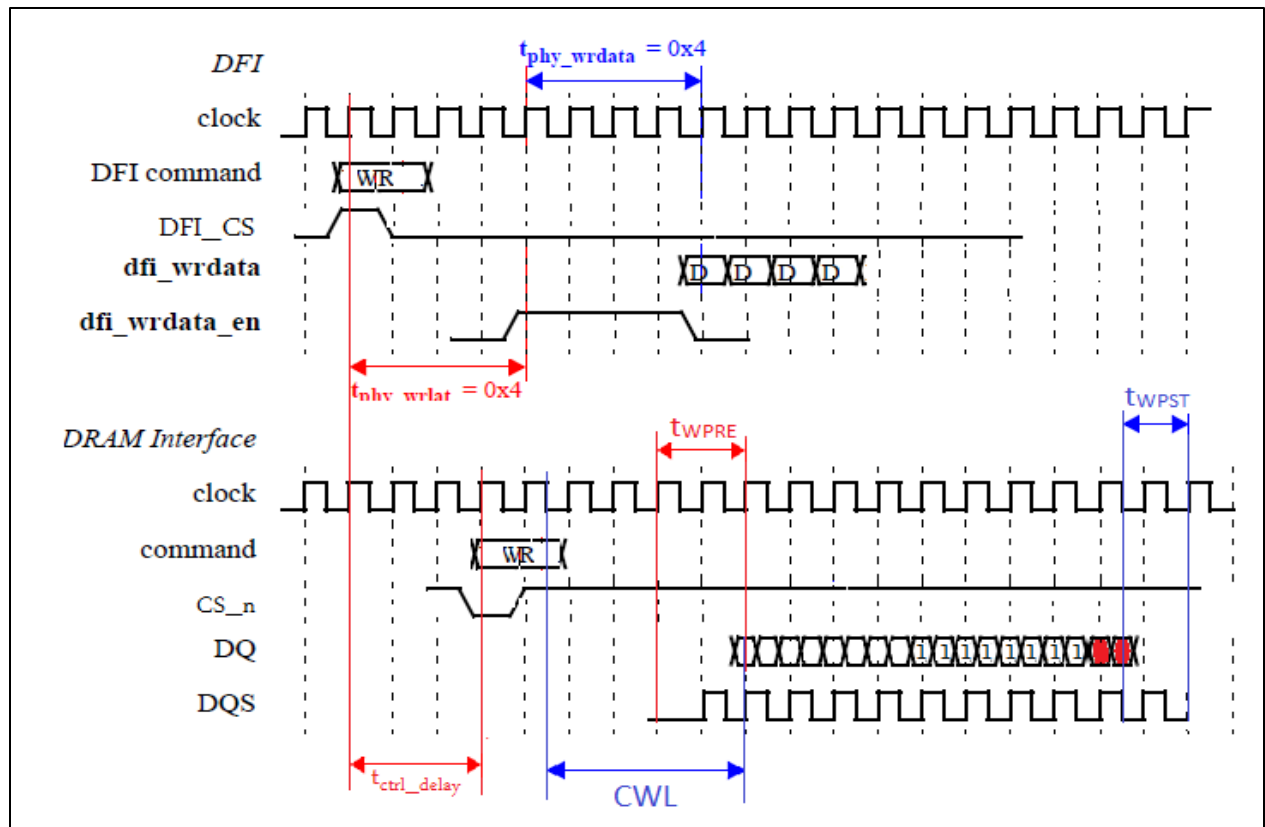 DFI
t_phy_wrdata = 0x4
clock
DFI command WR
DFI_CS
dfi_wrdata D D D D
dfi_wrdata_en
t_phy_wrlat = 0x4
DRAM Interface
t_WPRE
t_WPST
clock
command WR
CS_n
DQ 1 1 1 1 1 1 1 1
DQS
t_ctrl_delay
CWL